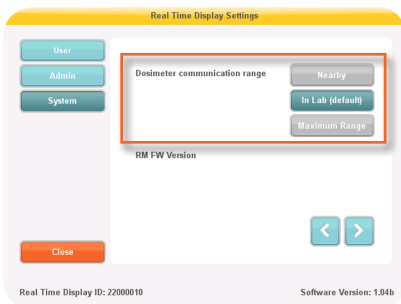 Real Time Display Settings
User
Admin
System
Dosimeter communication range
Nearby
In Lab (default)
Maximum Range
RM FW Version
Close
Real Time Display ID: 22000010
Software Version: 1.04b